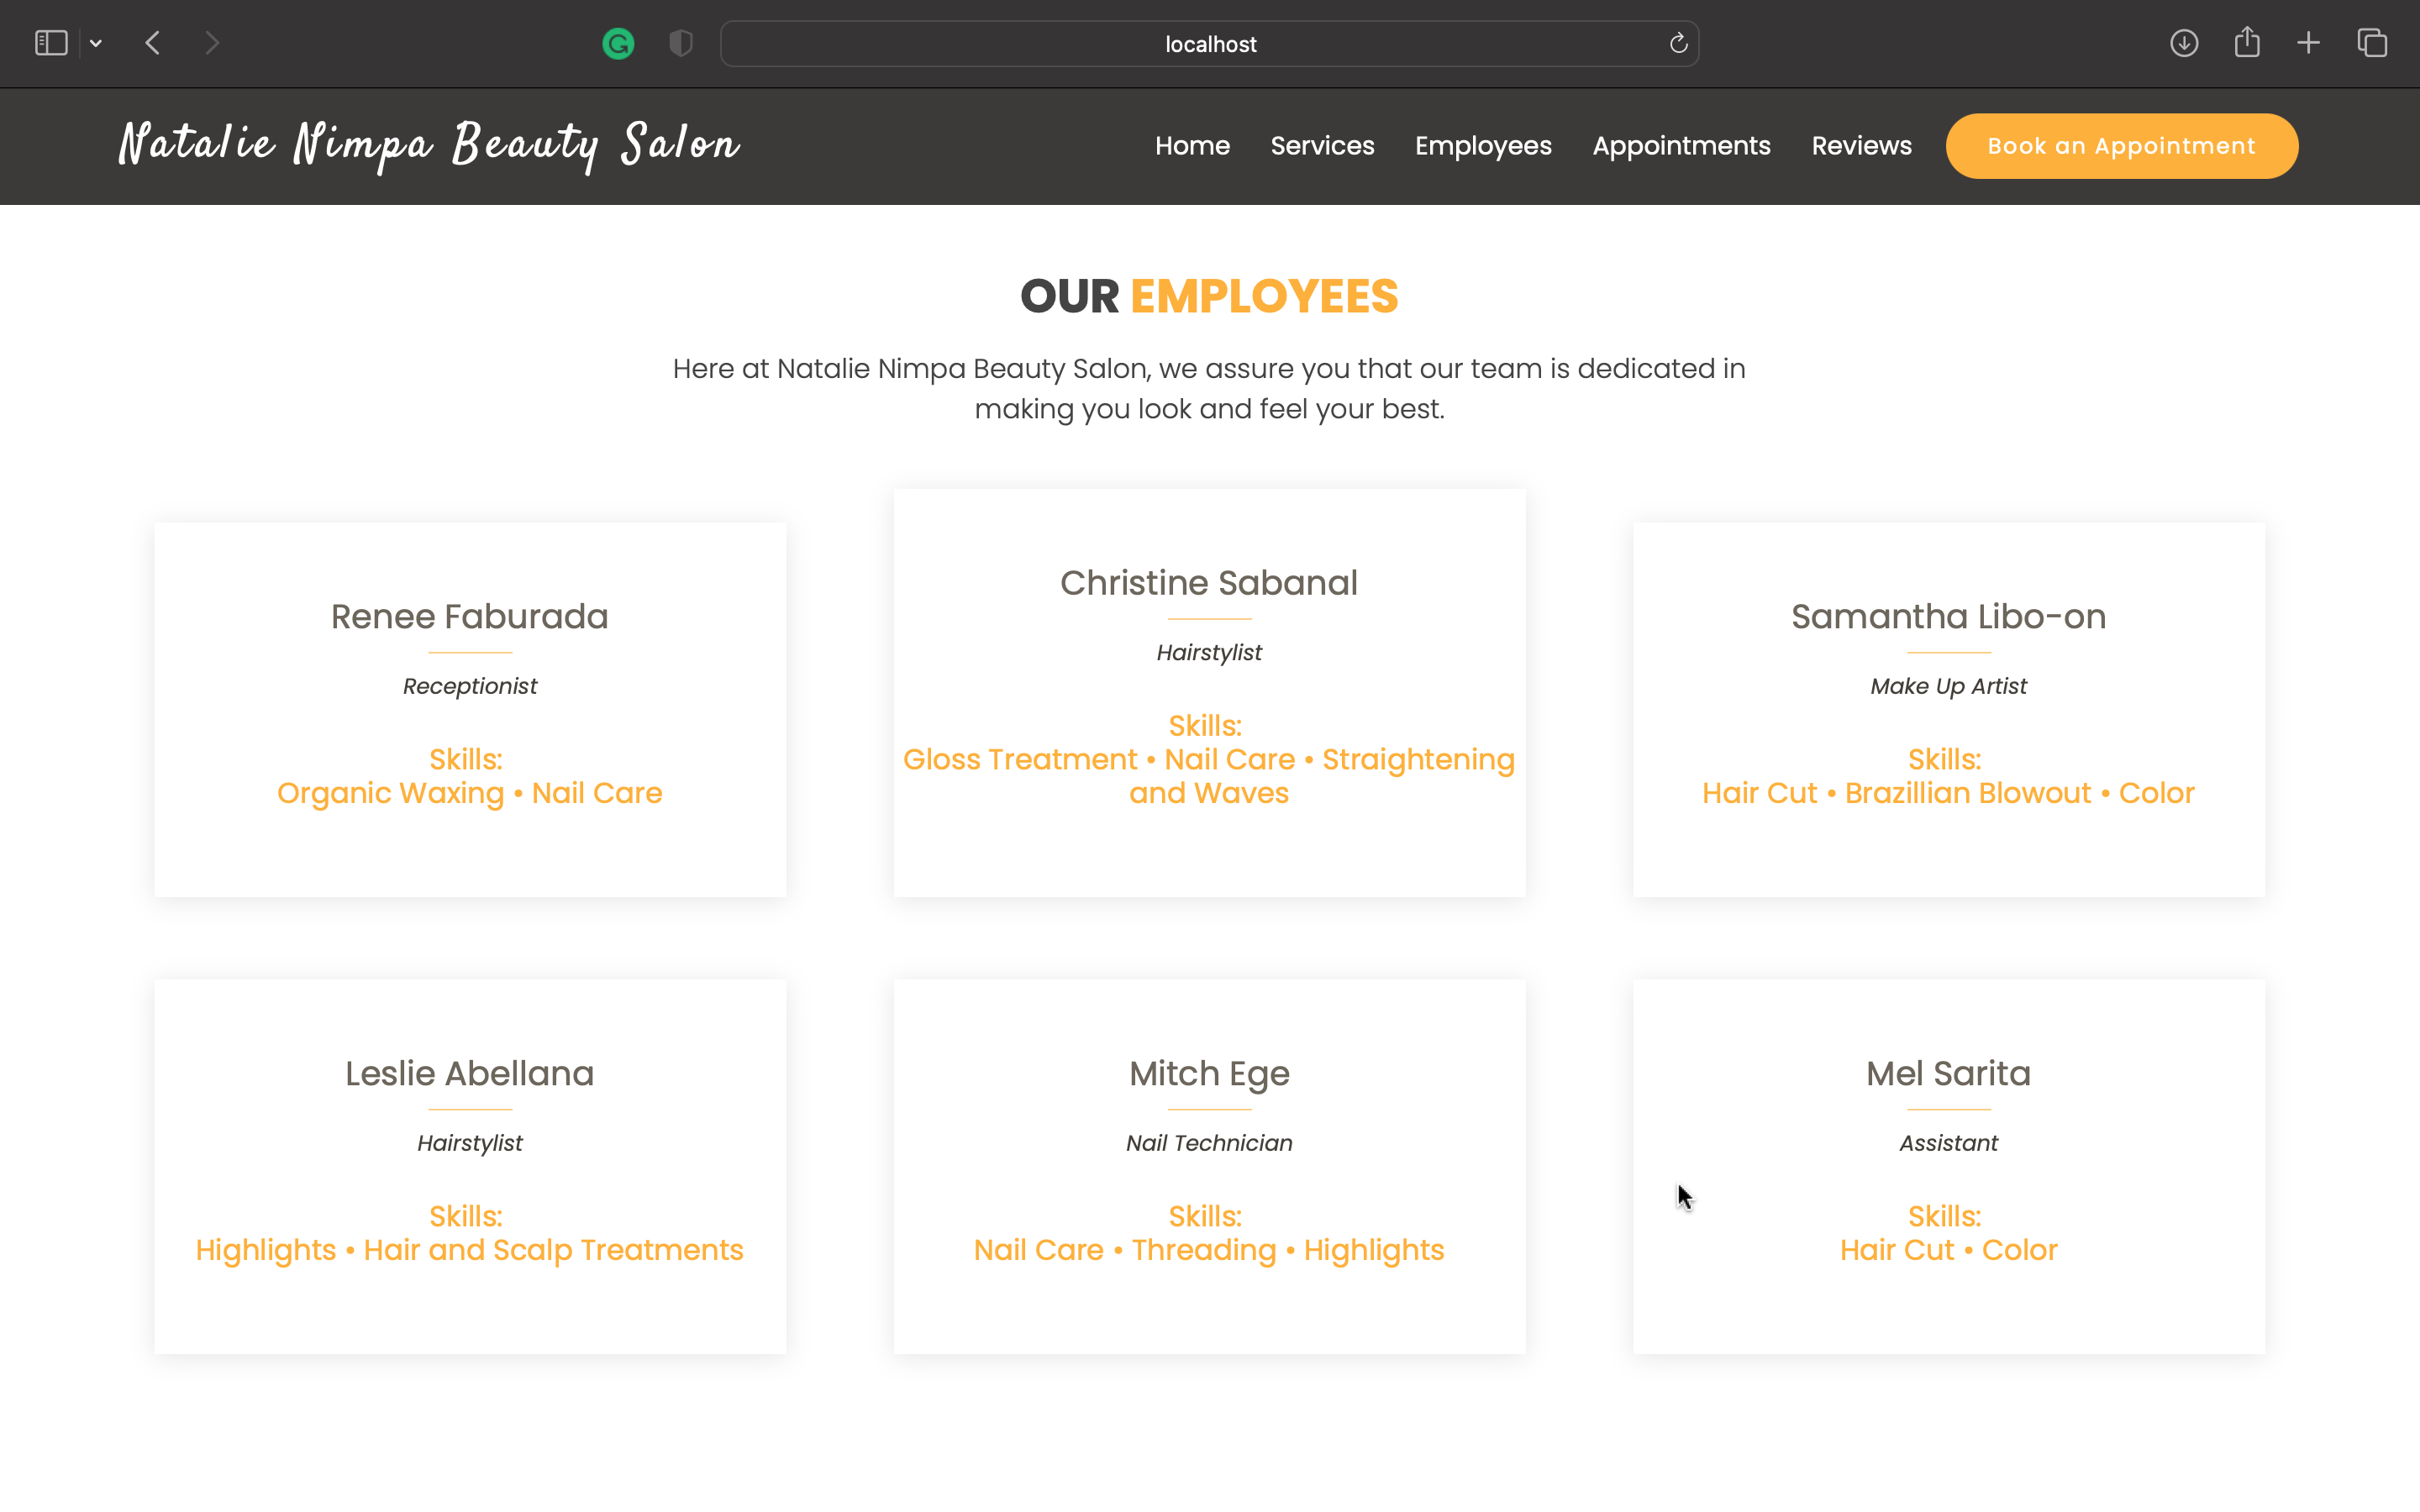 localhost
Natalie Nimpa Beauty Salon
Home
Services
Employees
Appointments
Reviews
Book an Appointment
OUR EMPLOYEES
Here at Natalie Nimpa Beauty Salon, we assure you that our team is dedicated in
making you look and feel your best.
Renee Faburada
Receptionist
Skills:
Organic Waxing • Nail Care
Christine Sabanal
Hairstylist
Skills:
Gloss Treatment • Nail Care • Straightening
and Waves
Samantha Libo-on
Make Up Artist
Skills:
Hair Cut • Brazillian Blowout • Color
Leslie Abellana
Hairstylist
Skills:
Highlights • Hair and Scalp Treatments
Mitch Ege
Nail Technician
Skills:
Nail Care • Threading • Highlights
Mel Sarita
Assistant
Skills:
Hair Cut • Color